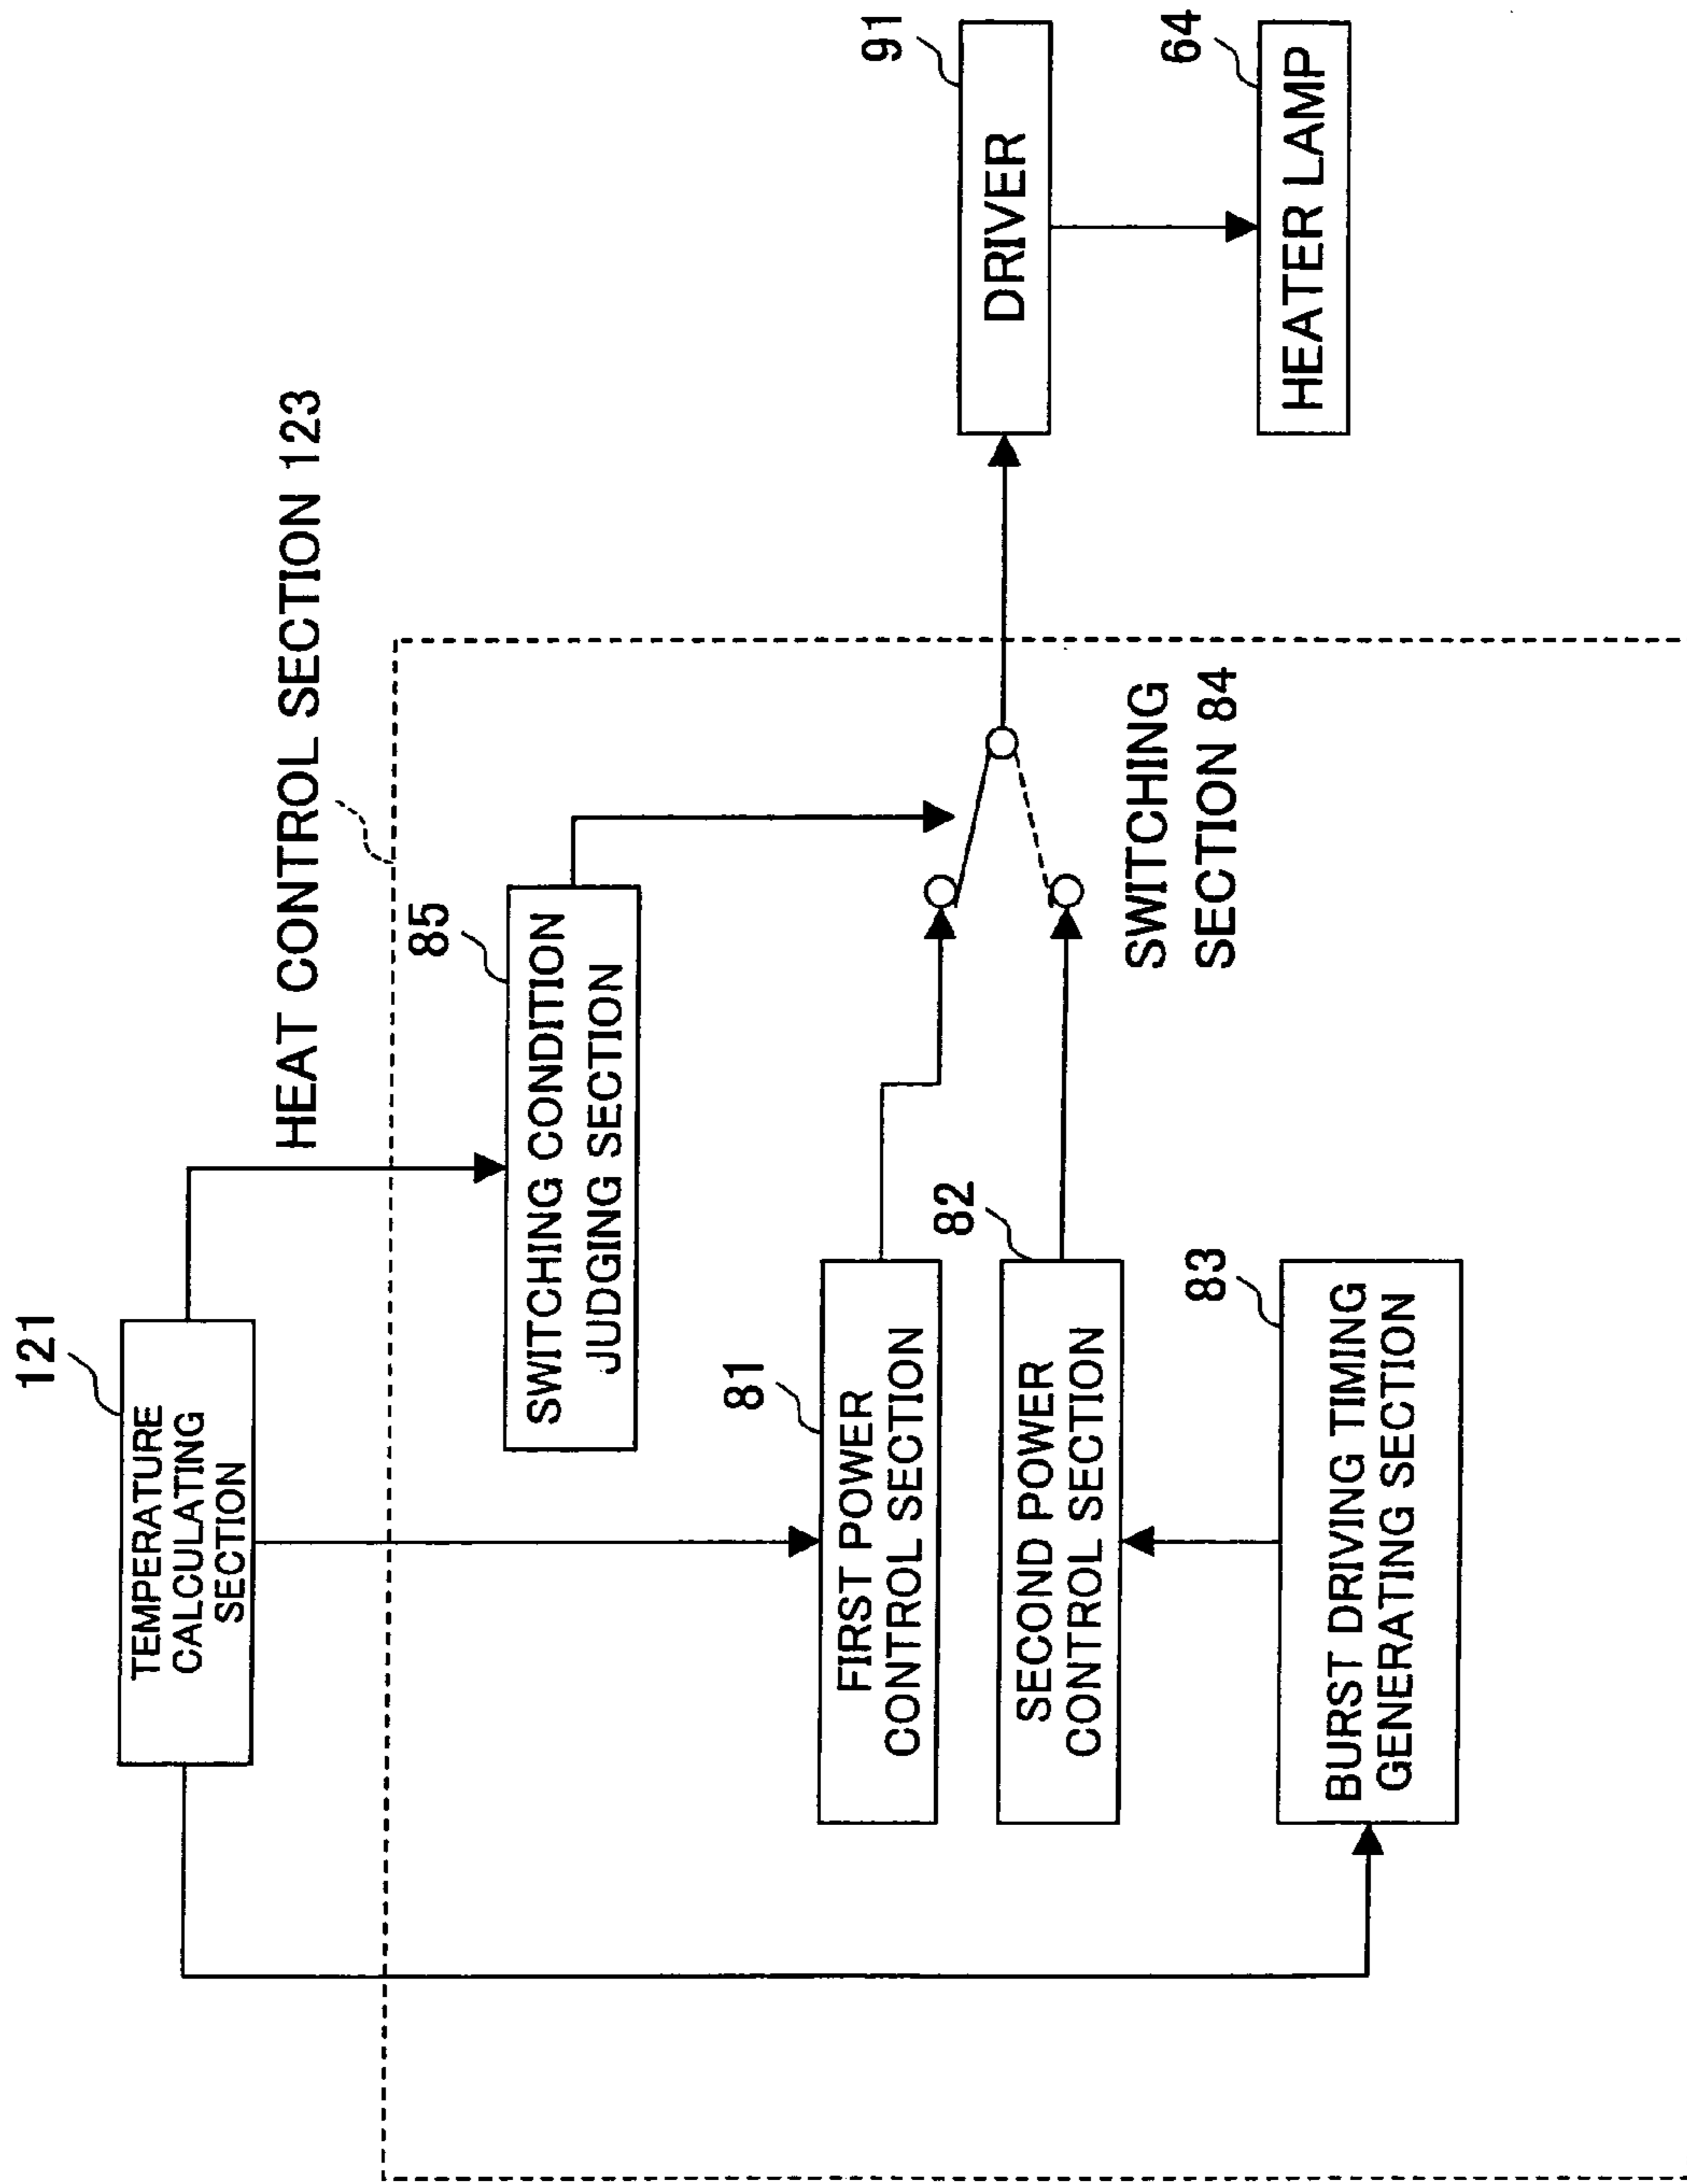 121
TEMPERATURE
CALCULATING
SECTION
HEAT CONTROL SECTION 123
85
SWITCHING CONDITION
JUDGING SECTION
81
FIRST POWER
CONTROL SECTION
82
SECOND POWER
CONTROL SECTION
83
BURST DRIVING TIMING
GENERATING SECTION
SWITCHING
SECTION 84
91
DRIVER
64
HEATER LAMP